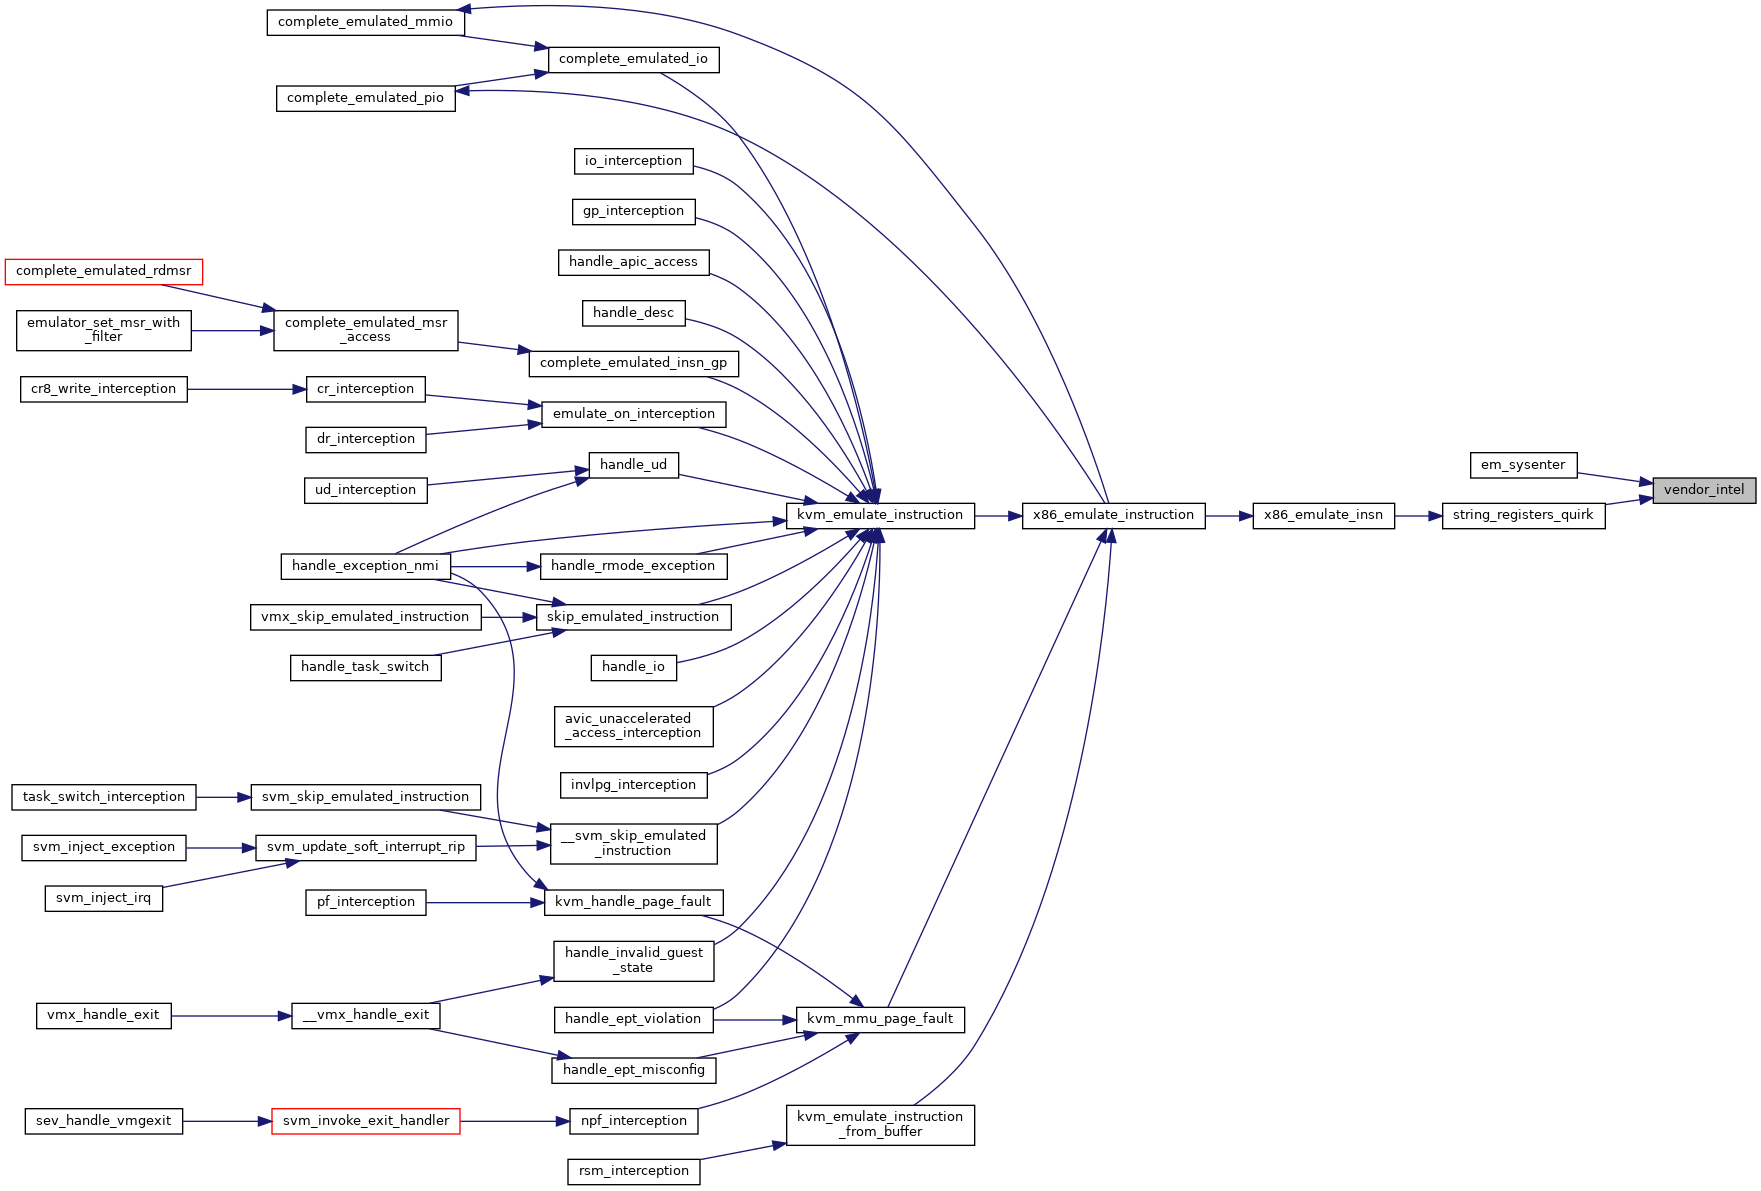 complete_emulated_mmio
complete_emulated_io
complete_emulated_pio
io_interception
gp_interception
handle_apic_access
complete_emulated_rdmsr
handle_desc
emulator_set_msr_with
_filter
complete_emulated_msr
_access
complete_emulated_insn_gp
cr8_write_interception
cr_interception
emulate_on_interception
dr_interception
handle_ud
em_sysenter
ud_interception
vendor_intel
kvm_emulate_instruction
x86_emulate_instruction
x86_emulate_insn
string_registers_quirk
handle_exception_nmi
handle_rmode_exception
vmx_skip_emulated_instruction
skip_emulated_instruction
handle_task_switch
handle_io
avic_unaccelerated
_access_interception
invlpg_interception
task_switch_interception
svm_skip_emulated_instruction
__svm_skip_emulated
_instruction
svm_inject_exception
svm_update_soft_interrupt_rip
svm_inject_irq
pf_interception
kvm_handle_page_fault
handle_invalid_guest
_state
vmx_handle_exit
__vmx_handle_exit
handle_ept_violation
kvm_mmu_page_fault
handle_ept_misconfig
sev_handle_vmgexit
svm_invoke_exit_handler
npf_interception
kvm_emulate_instruction
_from_buffer
rsm_interception